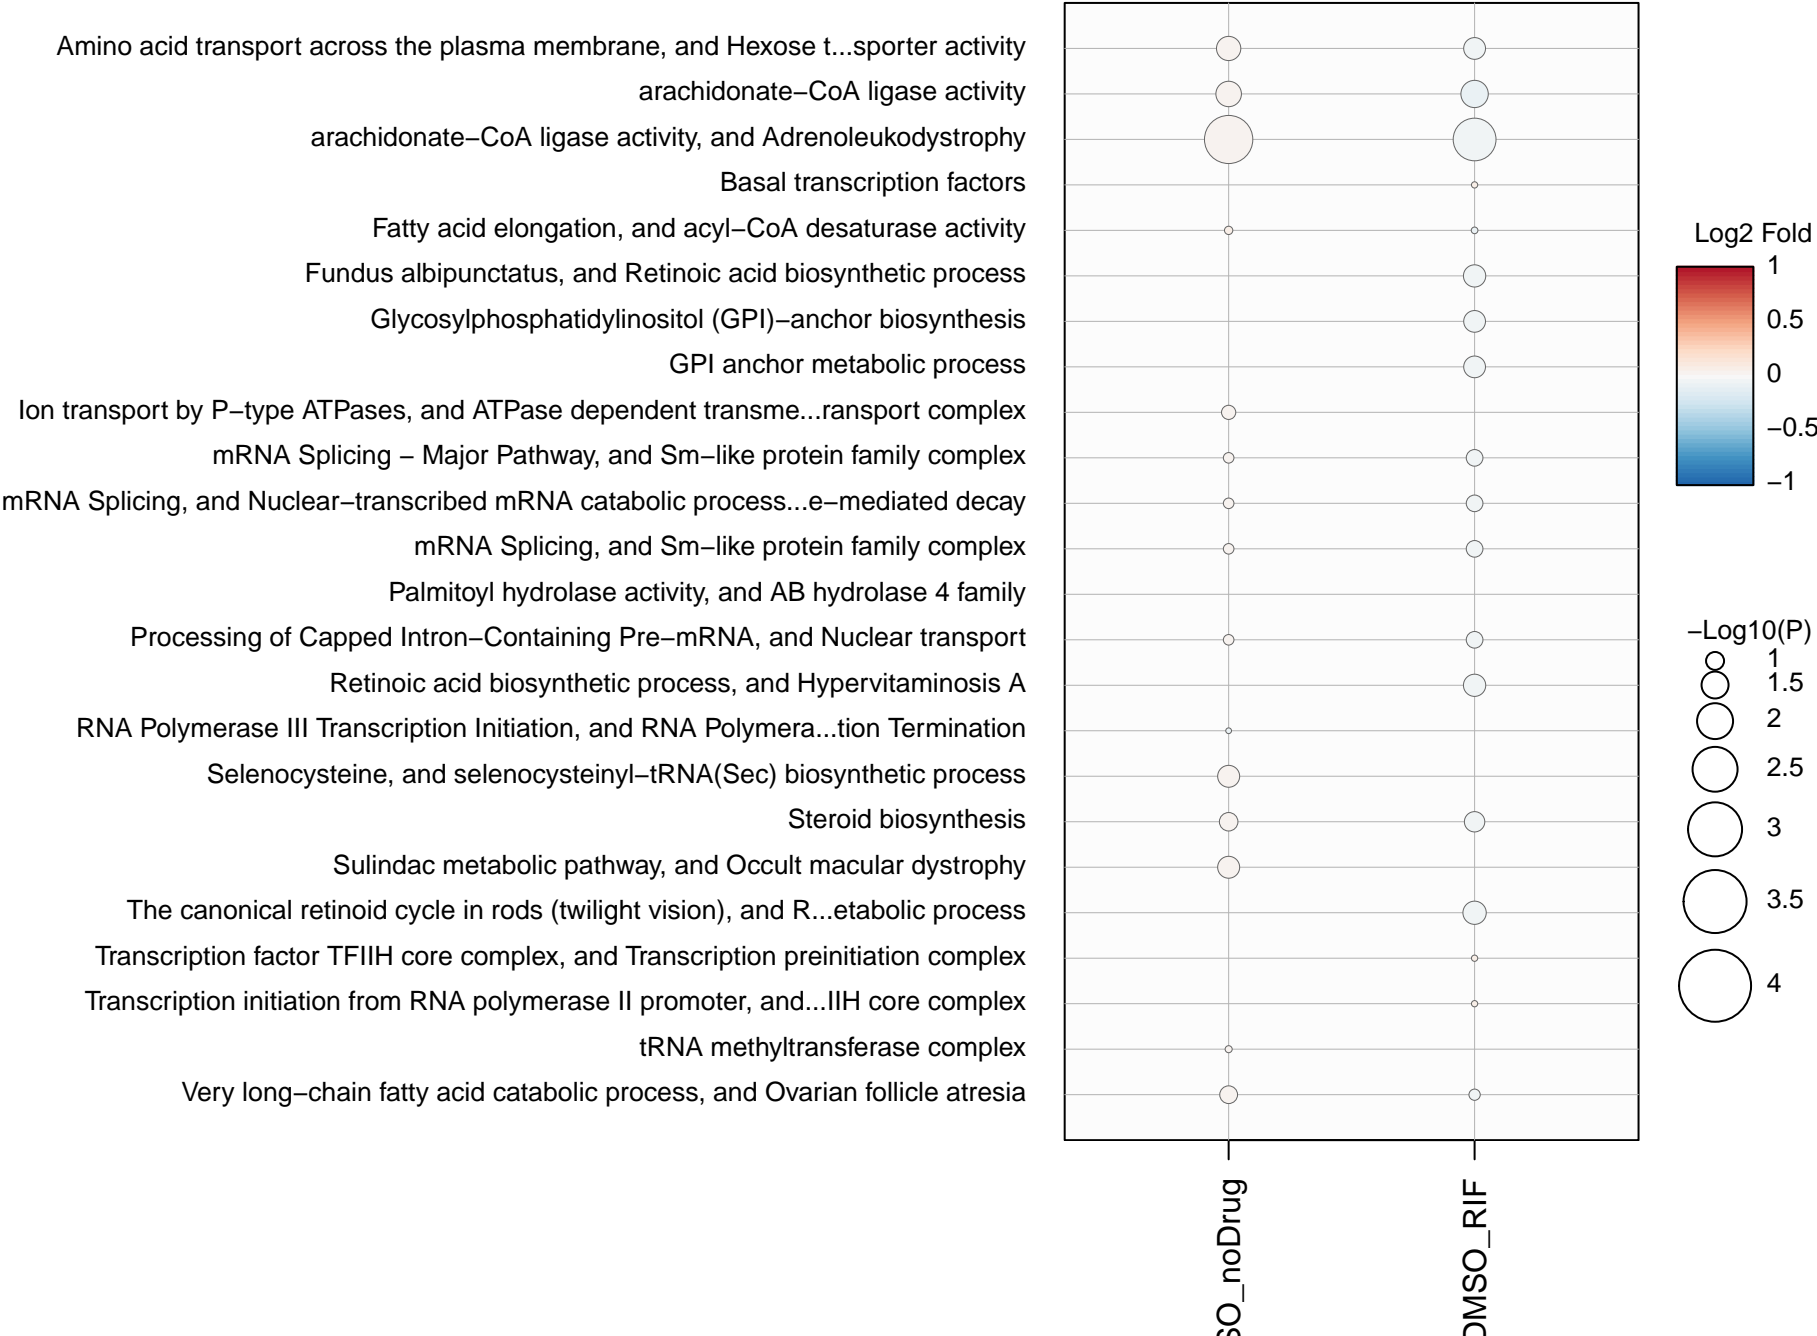 Amino acid transport across the plasma membrane, and Hexose t...sporter activity
arachidonate−CoA ligase activity
arachidonate−CoA ligase activity, and Adrenoleukodystrophy
Basal transcription factors
Fatty acid elongation, and acyl−CoA desaturase activity
Fundus albipunctatus, and Retinoic acid biosynthetic process
Glycosylphosphatidylinositol (GPI)−anchor biosynthesis
GPI anchor metabolic process
Ion transport by P−type ATPases, and ATPase dependent transme...ransport complex
mRNA Splicing − Major Pathway, and Sm−like protein family complex
mRNA Splicing, and Nuclear−transcribed mRNA catabolic process...e−mediated decay
mRNA Splicing, and Sm−like protein family complex
Palmitoyl hydrolase activity, and AB hydrolase 4 family
Processing of Capped Intron−Containing Pre−mRNA, and Nuclear transport
Retinoic acid biosynthetic process, and Hypervitaminosis A
RNA Polymerase III Transcription Initiation, and RNA Polymera...tion Termination
Selenocysteine, and selenocysteinyl−tRNA(Sec) biosynthetic process
Steroid biosynthesis
Sulindac metabolic pathway, and Occult macular dystrophy
The canonical retinoid cycle in rods (twilight vision), and R...etabolic process
Transcription factor TFIIH core complex, and Transcription preinitiation complex
Transcription initiation from RNA polymerase II promoter, and...IIH core complex
tRNA methyltransferase complex
Very long−chain fatty acid catabolic process, and Ovarian follicle atresia
SO_noDrug
DMSO_RIF
Log2 Fold
1
0.5
0
−0.5
−1
−Log10(P)
1
1.5
2
2.5
3
3.5
4